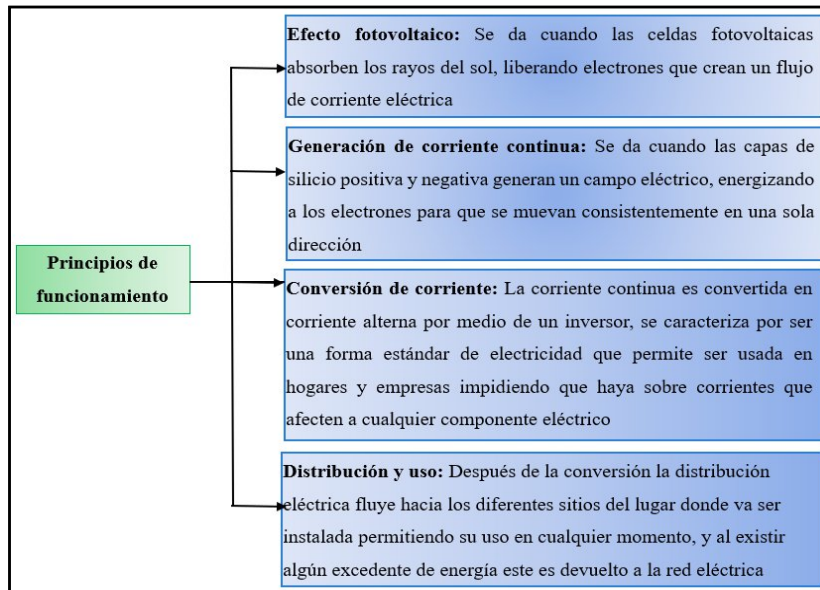 Efecto fotovoltaico: Se da cuando las celdas fotovoltaicas
absorben los rayos del sol, liberando electrones que crean un flujo
de corriente eléctrica
Generación de corriente continua: Se da cuando las capas de
silicio positiva y negativa generan un campo eléctrico, energizando
a los electrones para que se muevan consistentemente en una sola
dirección
Principios de
funcionamiento
Conversión de corriente: La corriente continua es convertida en
corriente alterna por medio de un inversor, se caracteriza por ser
una forma estándar de electricidad que permite ser usada en
hogares y empresas impidiendo que haya sobre corrientes que
afecten a cualquier componente eléctrico
Distribución y uso: Después de la conversión la distribución
eléctrica fluye hacia los diferentes sitios del lugar donde va ser
instalada permitiendo su uso en cualquier momento, y al existir
algún excedente de energía este es devuelto a la red eléctrica